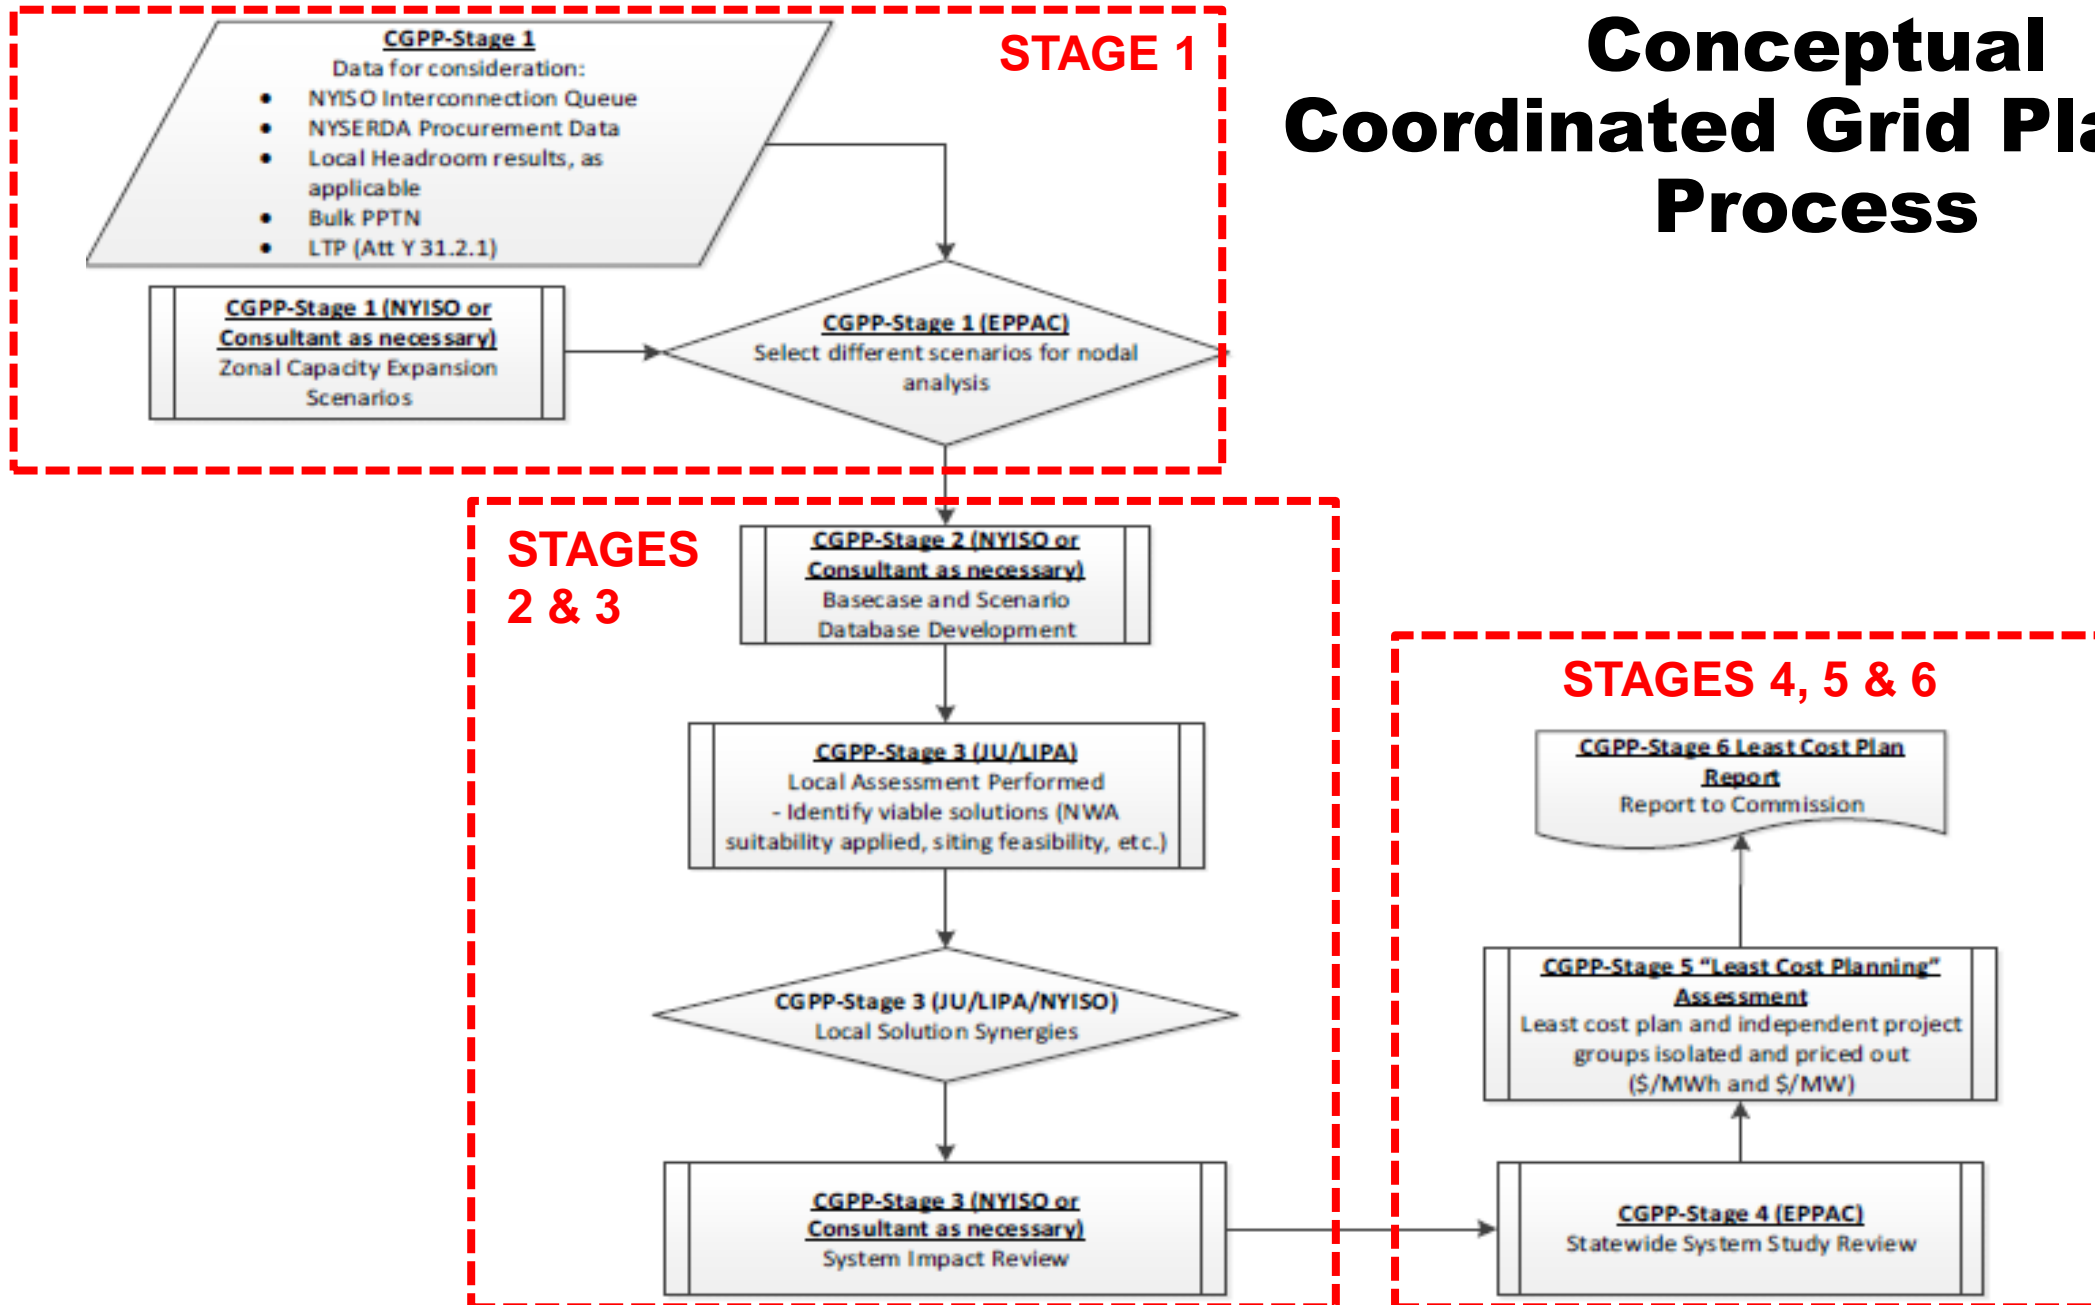 CGPP-Stage 1
Data for consideration:
• NYISO Interconnection Queue
• NYSERDA Procurement Data
• Local Headroom results, as
applicable
• Bulk PPTN
• LTP (Att Y 31.2.1)
STAGE 1
Conceptual
Coordinated Grid
Process
CGPP-Stage 1 (NYISO or
Consultant as necessary)
Zonal Capacity Expansion
Scenarios
CGPP-Stage 1 (EPPAC)
Select different scenarios for nodal
analysis
STAGES
2 & 3
CGPP-Stage 2 (NYISO or
Consultant as necessary)
Basecase and Scenario
Database Development
CGPP-Stage 3 (JU/LIPA)
Local Assessment Performed
- Identify viable solutions (NWA
suitability applied, siting feasibility, etc.)
CGPP-Stage 3 (JU/LIPA/NYISO)
Local Solution Synergies
CGPP-Stage 3 (NYISO or
Consultant as necessary)
System Impact Review
STAGES 4, 5 & 6
CGPP-Stage 6 Least Cost Plan
Report
Report to Commission
CGPP-Stage 5 “Least Cost Planning”
Assessment
Least cost plan and independent project
groups isolated and priced out
($/MWh and $/MW)
CGPP-Stage 4 (EPPAC)
Statewide System Study Review